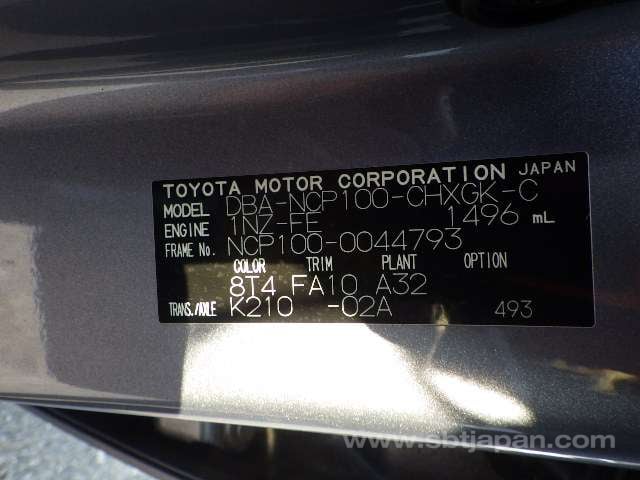 TOYOTA MOTOR CORPORATION JAPAN
MODEL DBA-NCP100-CHXGK-C
ENGINE 1NZ-FE 1496 mL
FRAME No. NCP100-0044793
COLOR TRIM PLANT OPTION
8T4 FA10 A32
TRANS./AXLE K210 -02A 493
www.sbtjapan.com